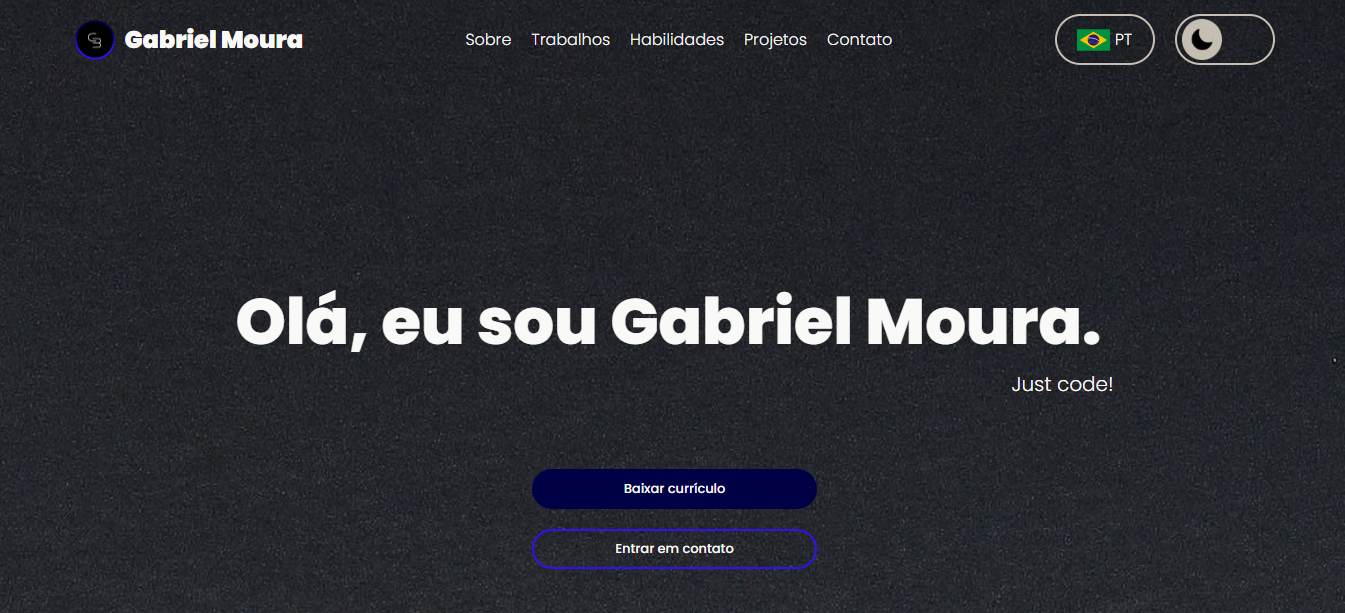 Gabriel Moura
Sobre Trabalhos Habilidades Projetos Contato
PT
Olá, eu sou Gabriel Moura.
Just code!
Baixar currículo
Entrar em contato